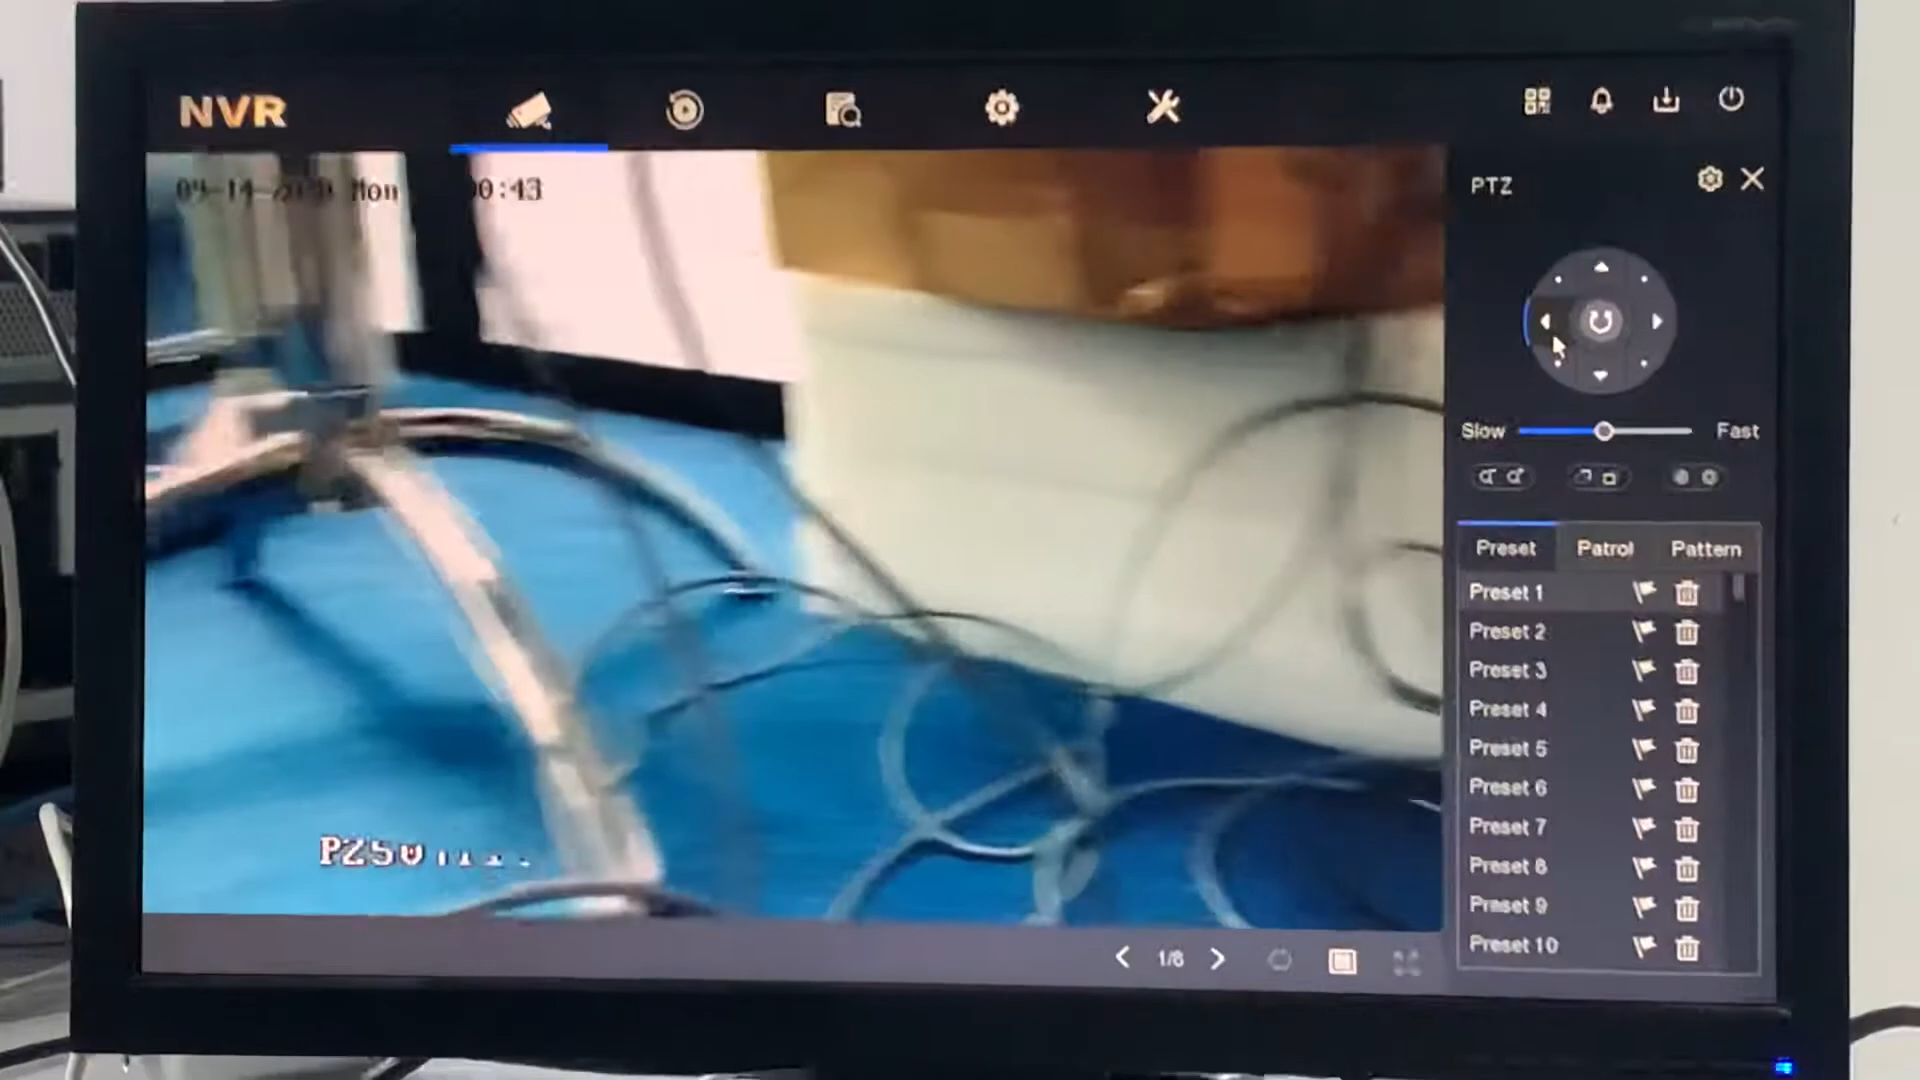 NVR
Mon
0:43
PTZ
Slow
Fast
Preset
Patrol
Pattern
Preset 1
Preset 2
Preset 3
Preset 4
Preset 5
Preset 6
Preset 7
Preset 8
Preset 9
Preset 10
1/8